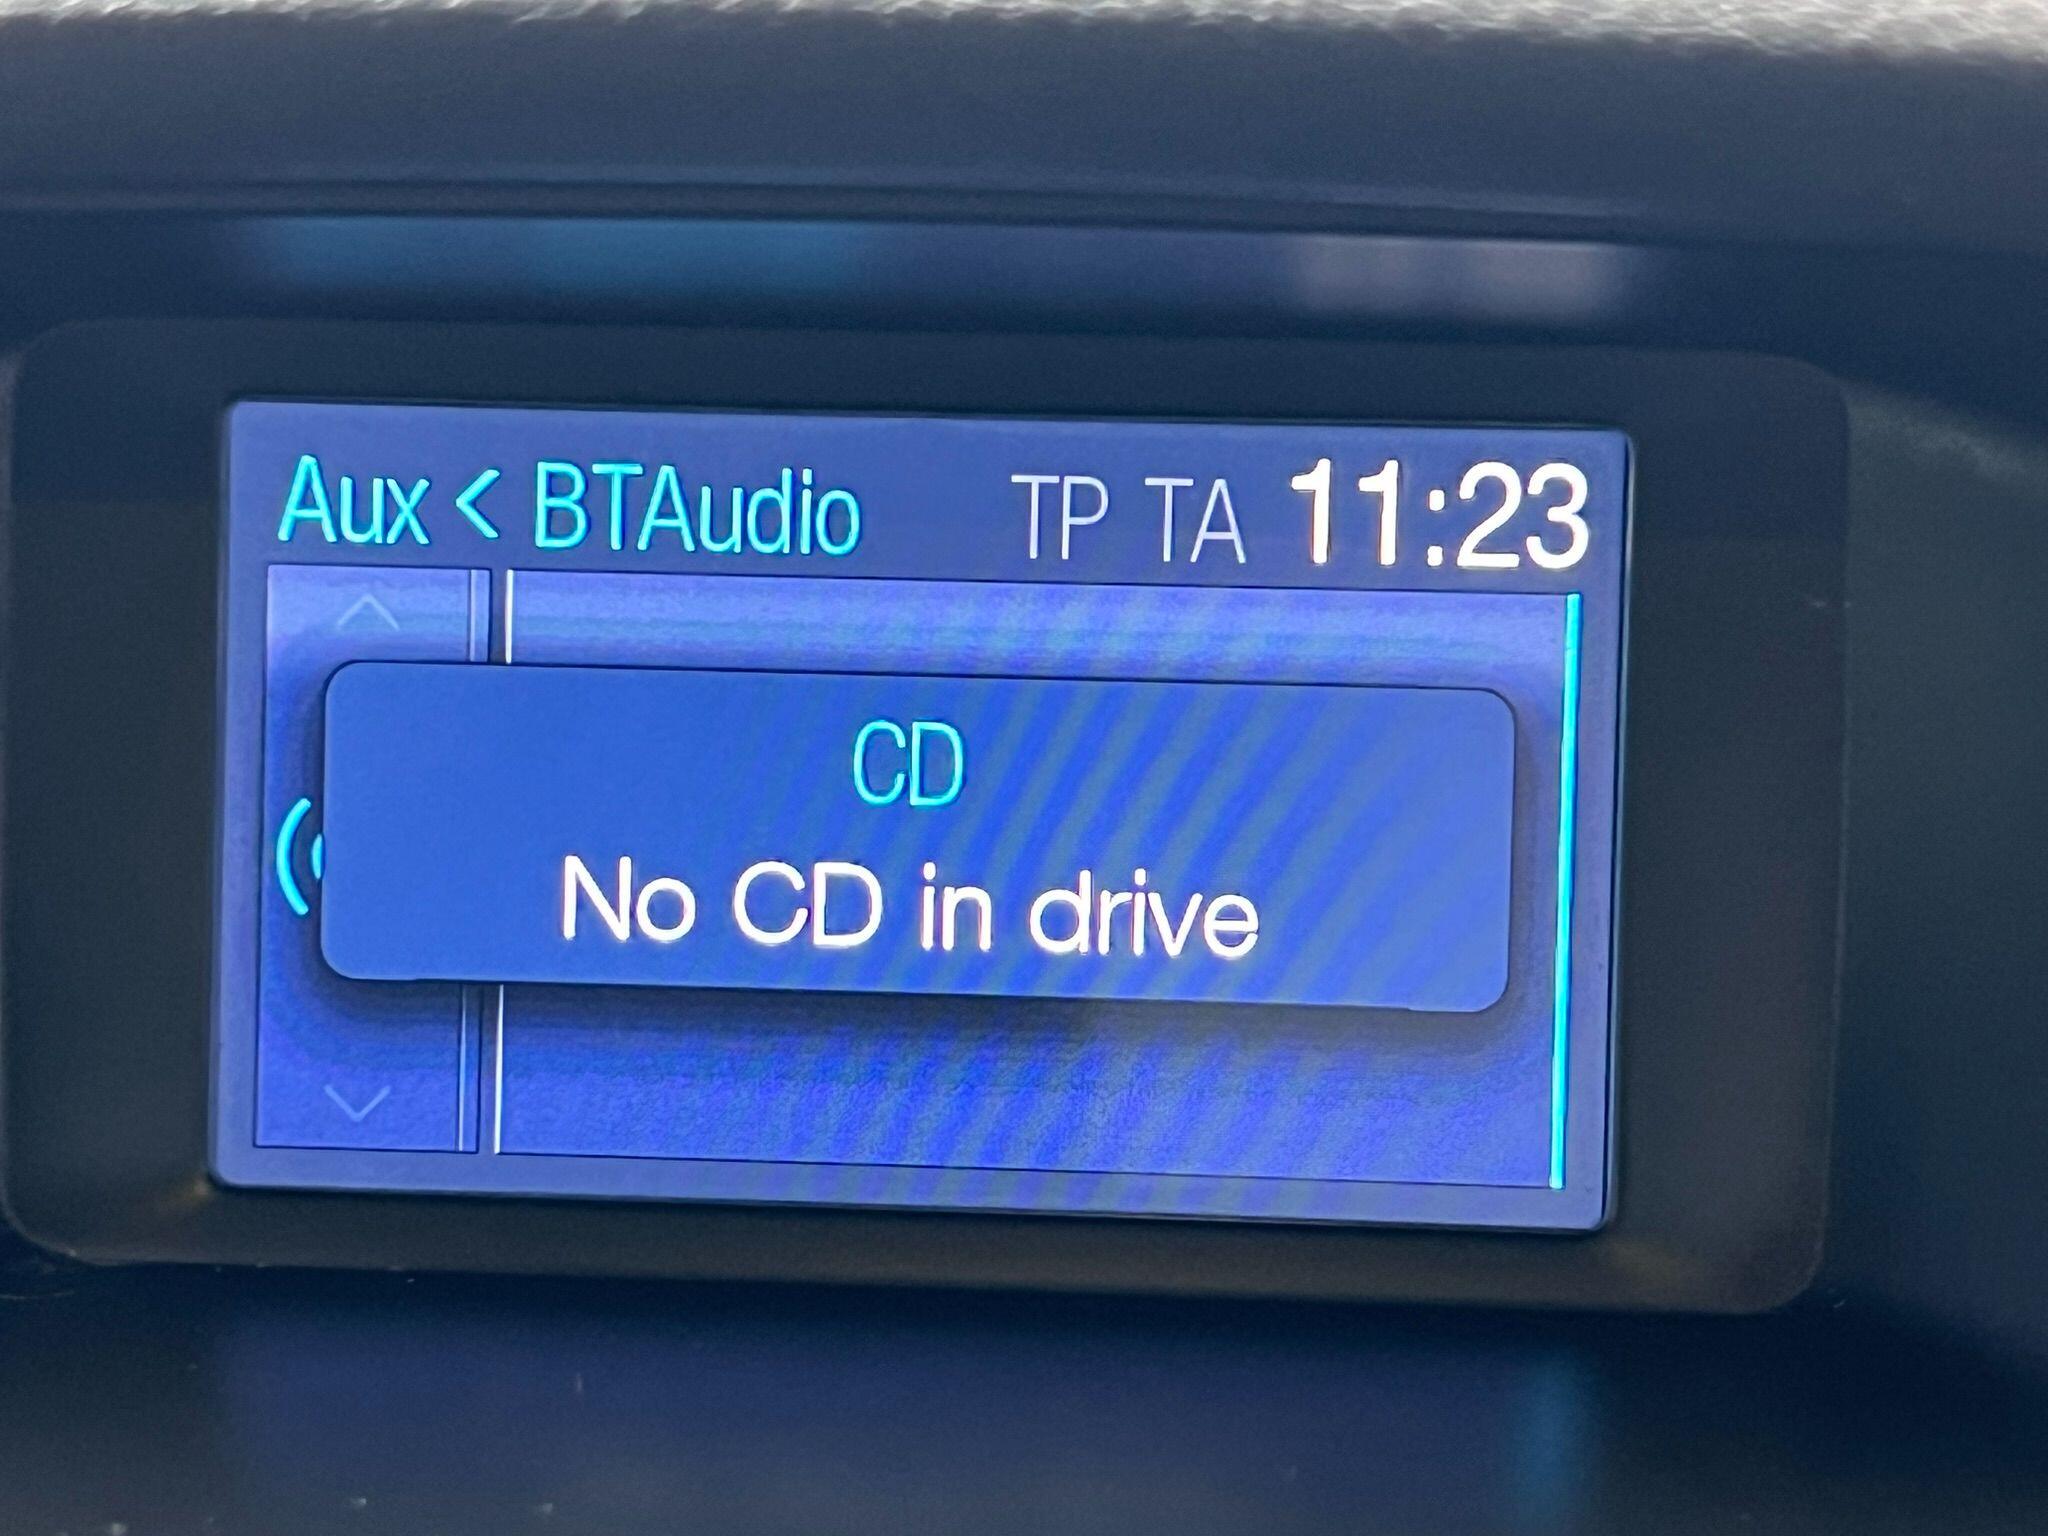 Aux < BTAudio TP TA 11:23
CD
No CD in drive